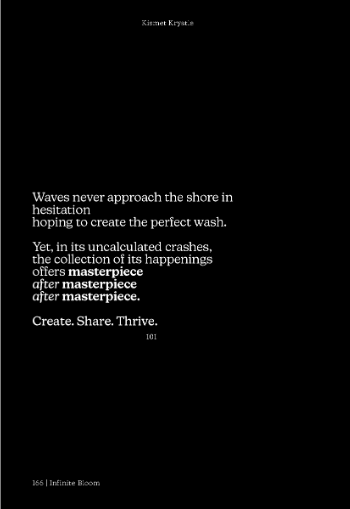 Kismet Kryatis
Waves never approach the shore in
hesitation
hoping to create the perfect wash.
Yet, in its uncalculated crashes,
the collection of its happenings
offers masterpiece
after masterpiece
after masterpiece.
Create. Share. Thrive.
101
166 | Infinite Bloom